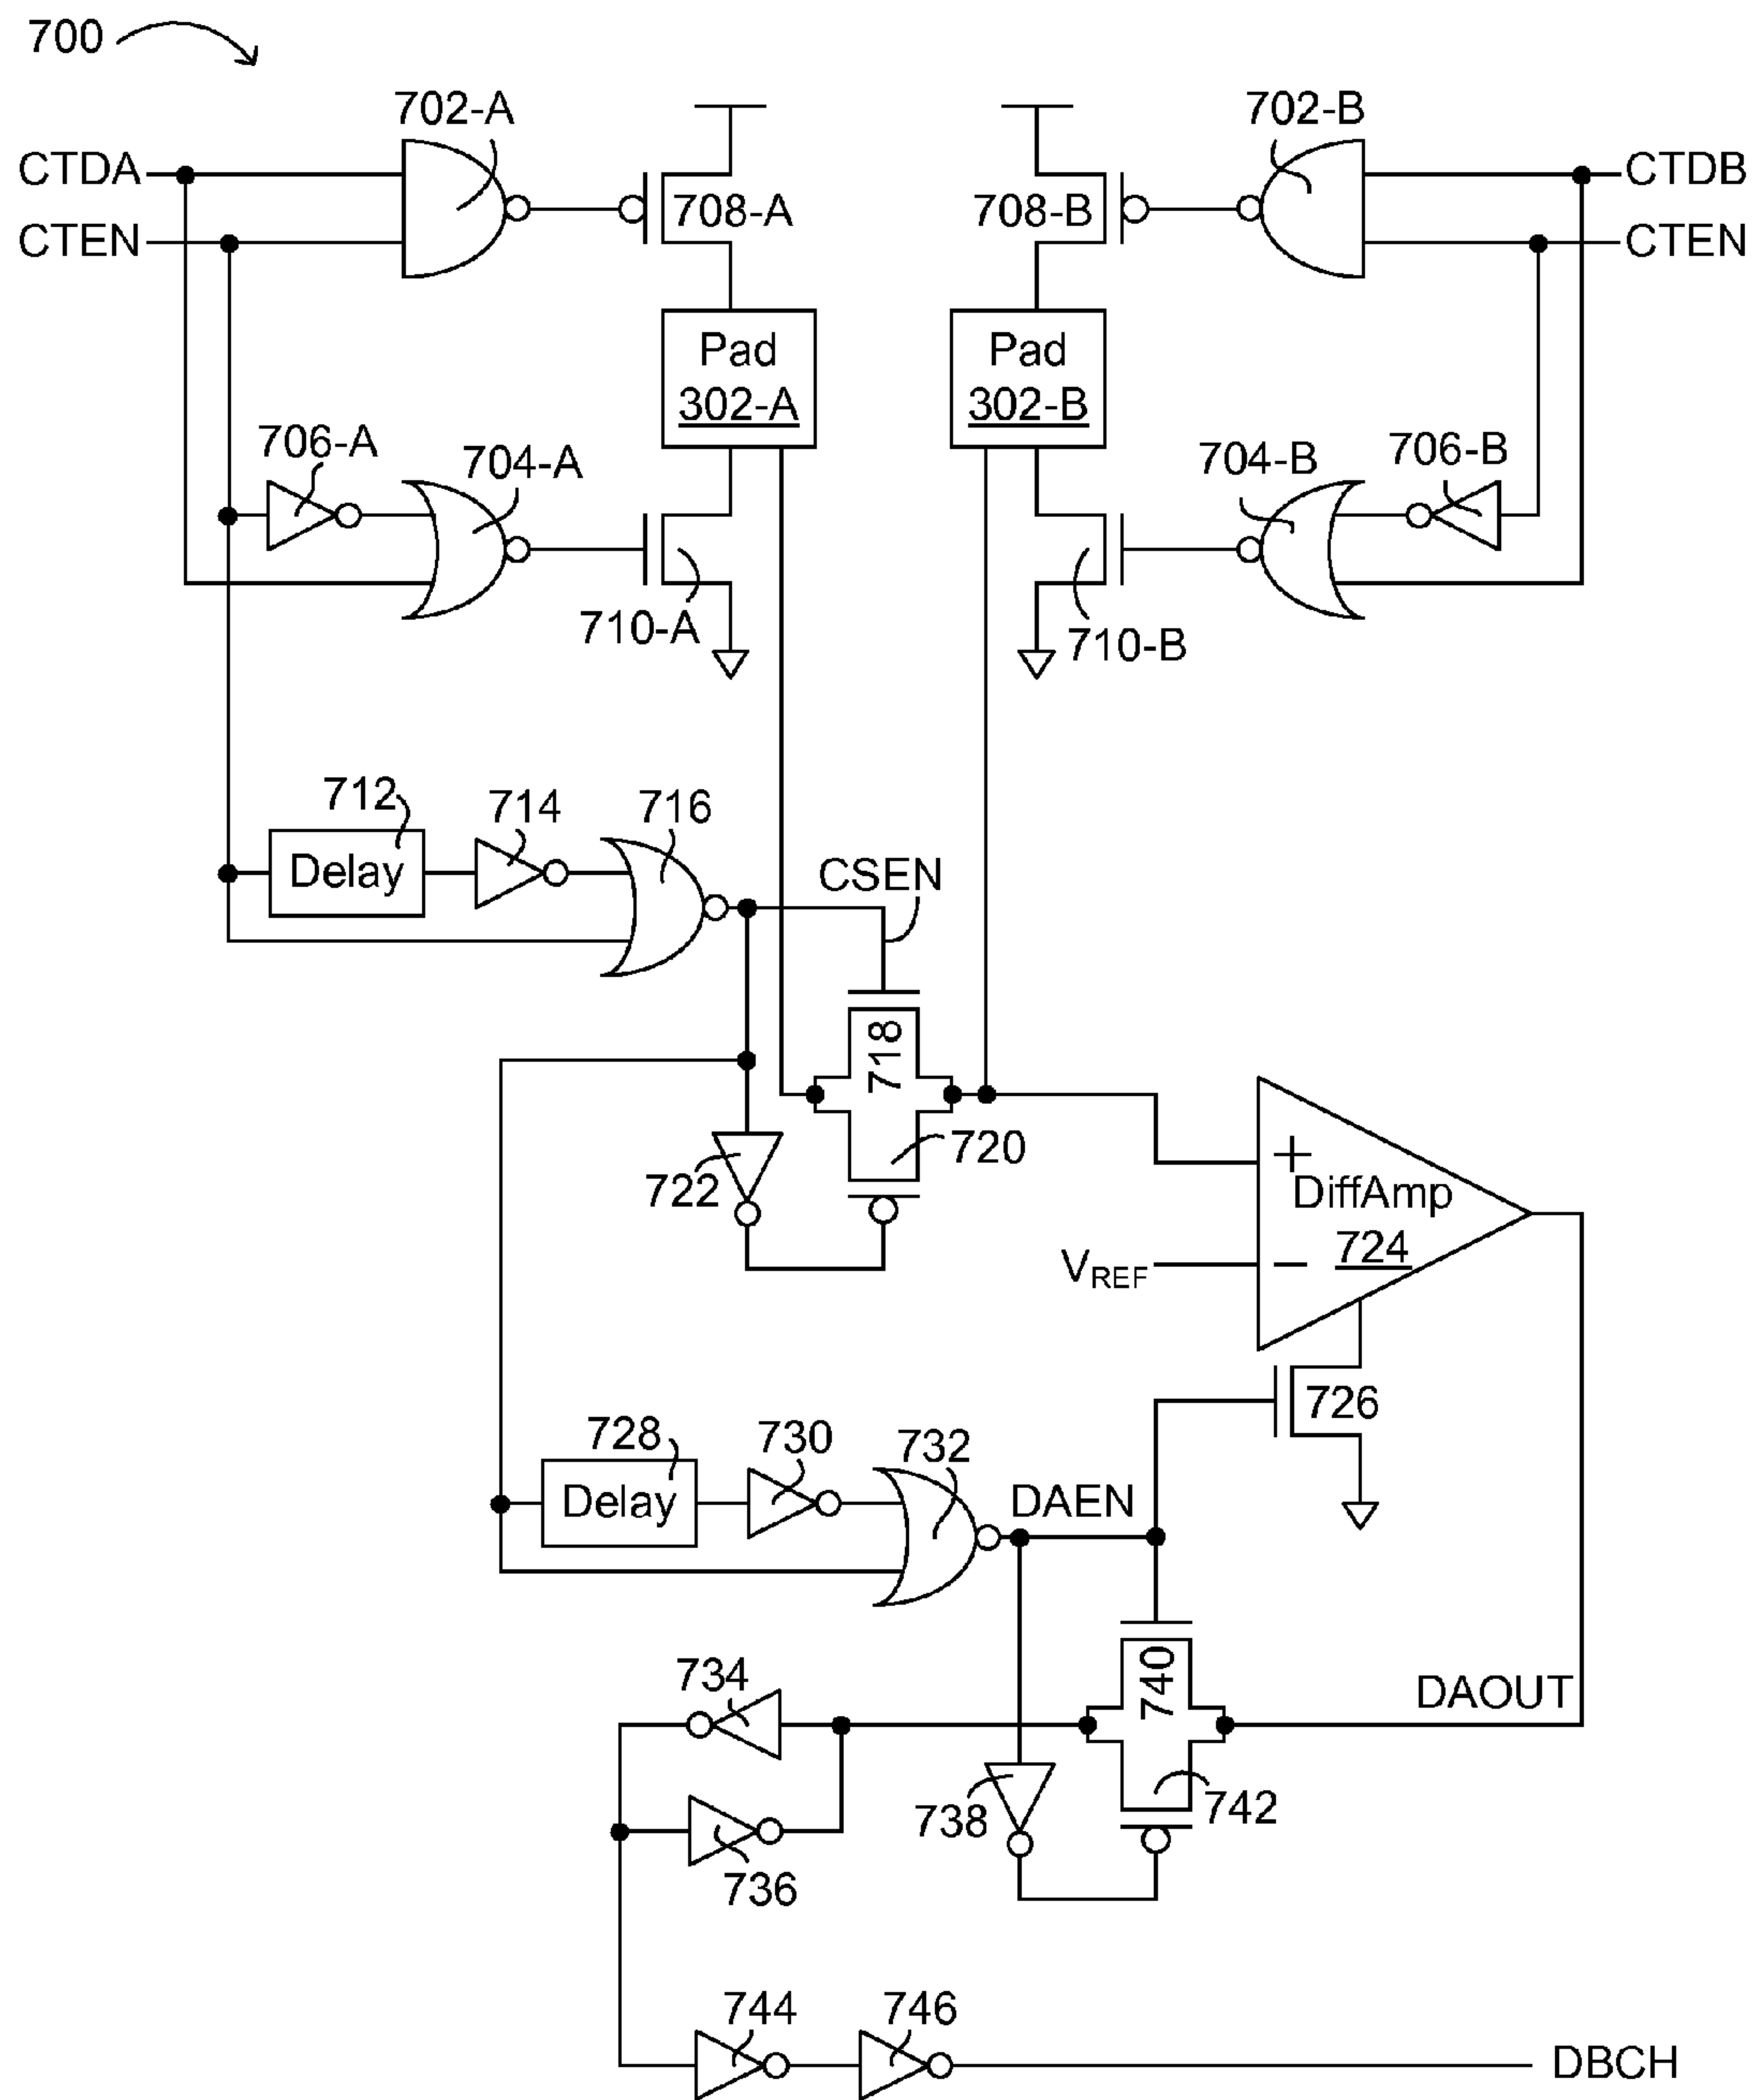 700
702-A
702-B
CTDA
CTDB
CTEN
CTEN
708-A
708-B
Pad
302-A
Pad
302-B
706-A
704-A
704-B
706-B
710-A
710-B
712
714
716
Delay
CSEN
718
720
722
+
DiffAmp
724
VREF
−
726
728
730
732
Delay
DAEN
740
734
DAOUT
738
742
736
744
746
DBCH